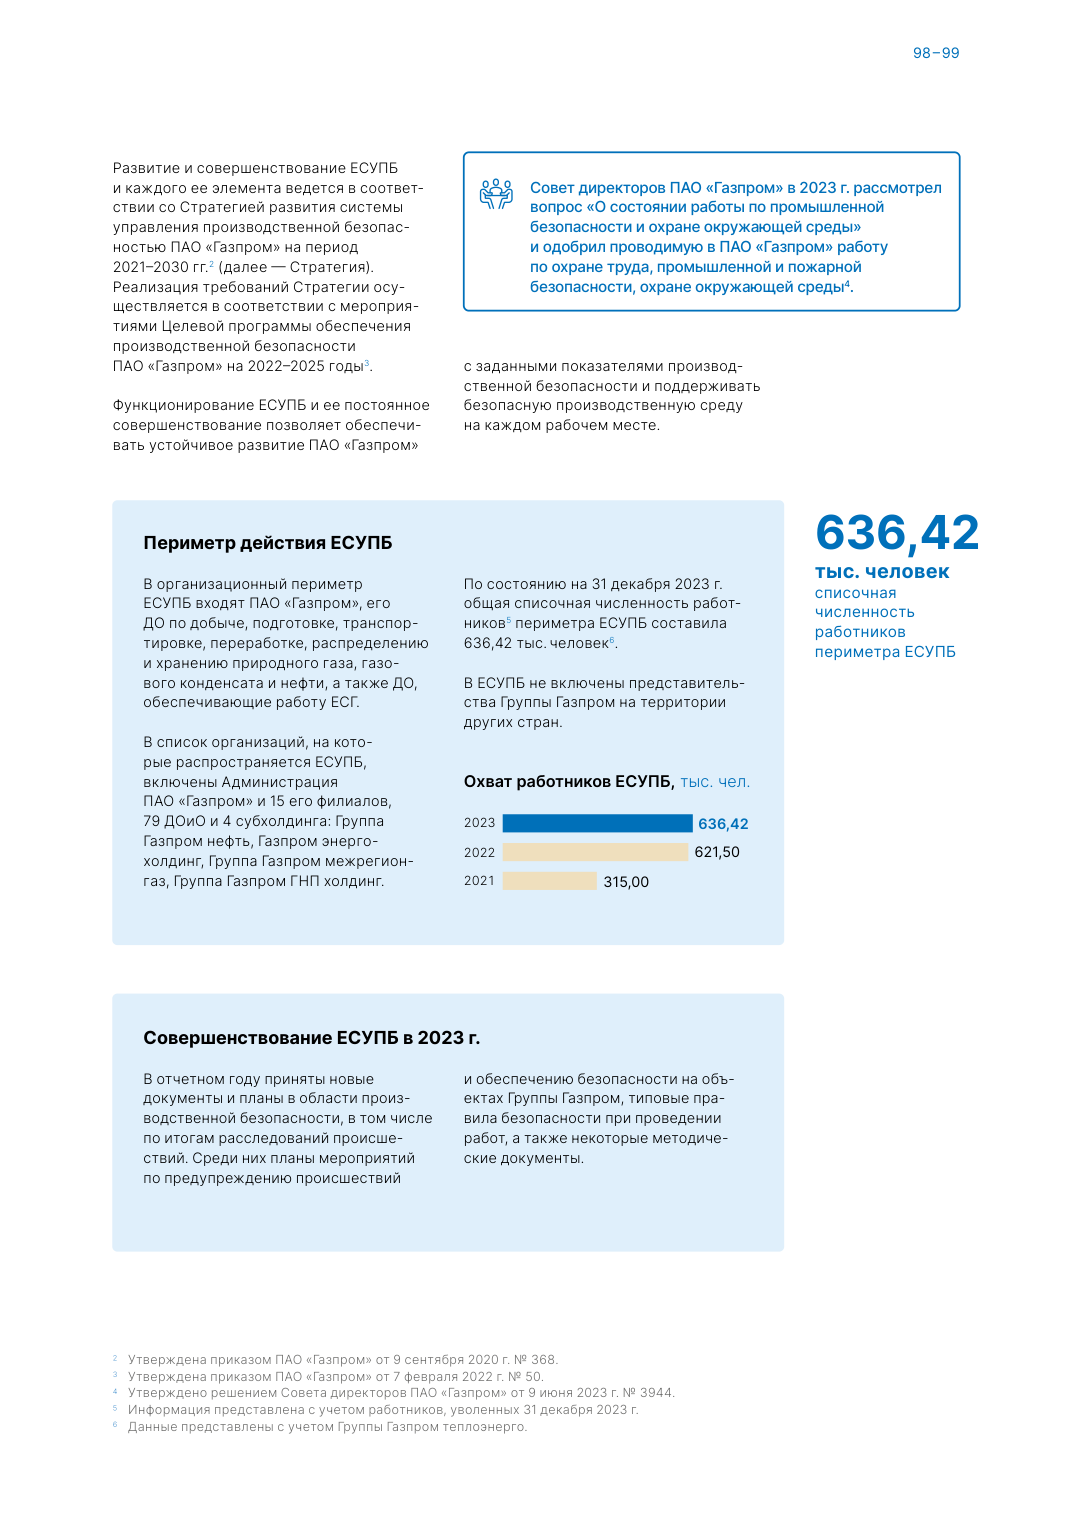 98–99
Развитие и совершенствование ЕСУПБ
и каждого ее элемента ведется в соответ-
ствии со Стратегией развития системы
управления производственной безопас-
ностью ПАО «Газпром» на период
2021–2030 гг.² (далее — Стратегия).
Реализация требований Стратегии осу-
ществляется в соответствии с мероприя-
тиями Целевой программы обеспечения
производственной безопасности
ПАО «Газпром» на 2022–2025 годы³.
Функционирование ЕСУПБ и ее постоянное
совершенствование позволяет обеспечи-
вать устойчивое развитие ПАО «Газпром»
Совет директоров ПАО «Газпром» в 2023 г. рассмотрел
вопрос «О состоянии работы по промышленной
безопасности и охране окружающей среды»
и одобрил проводимую в ПАО «Газпром» работу
по охране труда, промышленной и пожарной
безопасности, охране окружающей среды⁴.
с заданными показателями производ-
ственной безопасности и поддерживать
безопасную производственную среду
на каждом рабочем месте.
Периметр действия ЕСУПБ
В организационный периметр
ЕСУПБ входят ПАО «Газпром», его
ДО по добыче, подготовке, транспор-
тировке, переработке, распределению
и хранению природного газа, газо-
вого конденсата и нефти, а также ДО,
обеспечивающие работу ЕСГ.
В список организаций, на кото-
рые распространяется ЕСУПБ,
включены Администрация
ПАО «Газпром» и 15 его филиалов,
79 ДОиО и 4 субхолдинга: Группа
Газпром нефть, Газпром энерго-
холдинг, Группа Газпром межрегион-
газ, Группа Газпром ГНП холдинг.
По состоянию на 31 декабря 2023 г.
общая списочная численность работ-
ников⁵ периметра ЕСУПБ составила
636,42 тыс. человек⁶.
В ЕСУПБ не включены представитель-
ства Группы Газпром на территории
других стран.
Охват работников ЕСУПБ, тыс. чел.
2023 636,42
2022 621,50
2021 315,00
636,42
тыс. человек
списочная
численность
работников
периметра ЕСУПБ
Совершенствование ЕСУПБ в 2023 г.
В отчетном году приняты новые
документы и планы в области произ-
водственной безопасности, в том числе
по итогам расследований происше-
ствий. Среди них планы мероприятий
по предупреждению происшествий
и обеспечению безопасности на объ-
ектах Группы Газпром, типовые пра-
вила безопасности при проведении
работ, а также некоторые методиче-
ские документы.
² Утверждена приказом ПАО «Газпром» от 9 сентября 2020 г. № 368.
³ Утверждена приказом ПАО «Газпром» от 7 февраля 2022 г. № 50.
⁴ Утверждено решением Совета директоров ПАО «Газпром» от 9 июня 2023 г. № 3944.
⁵ Информация представлена с учетом работников, уволенных 31 декабря 2023 г.
⁶ Данные представлены с учетом Группы Газпром теплоэнерго.